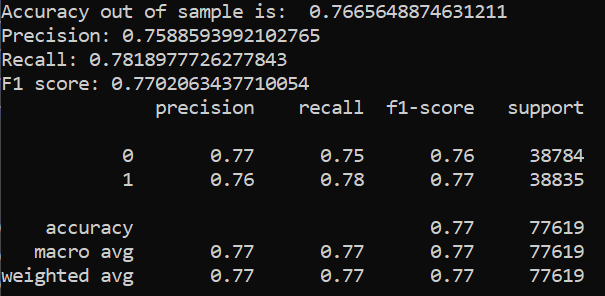 Accuracy out of sample is:  0.7665648874631211
Precision: 0.7588593992102765
Recall: 0.7818977726277843
F1 score: 0.7702063437710054
              precision    recall  f1-score   support
           0       0.77      0.75      0.76     38784
           1       0.76      0.78      0.77     38835
    accuracy                           0.77     77619
   macro avg       0.77      0.77      0.77     77619
weighted avg       0.77      0.77      0.77     77619